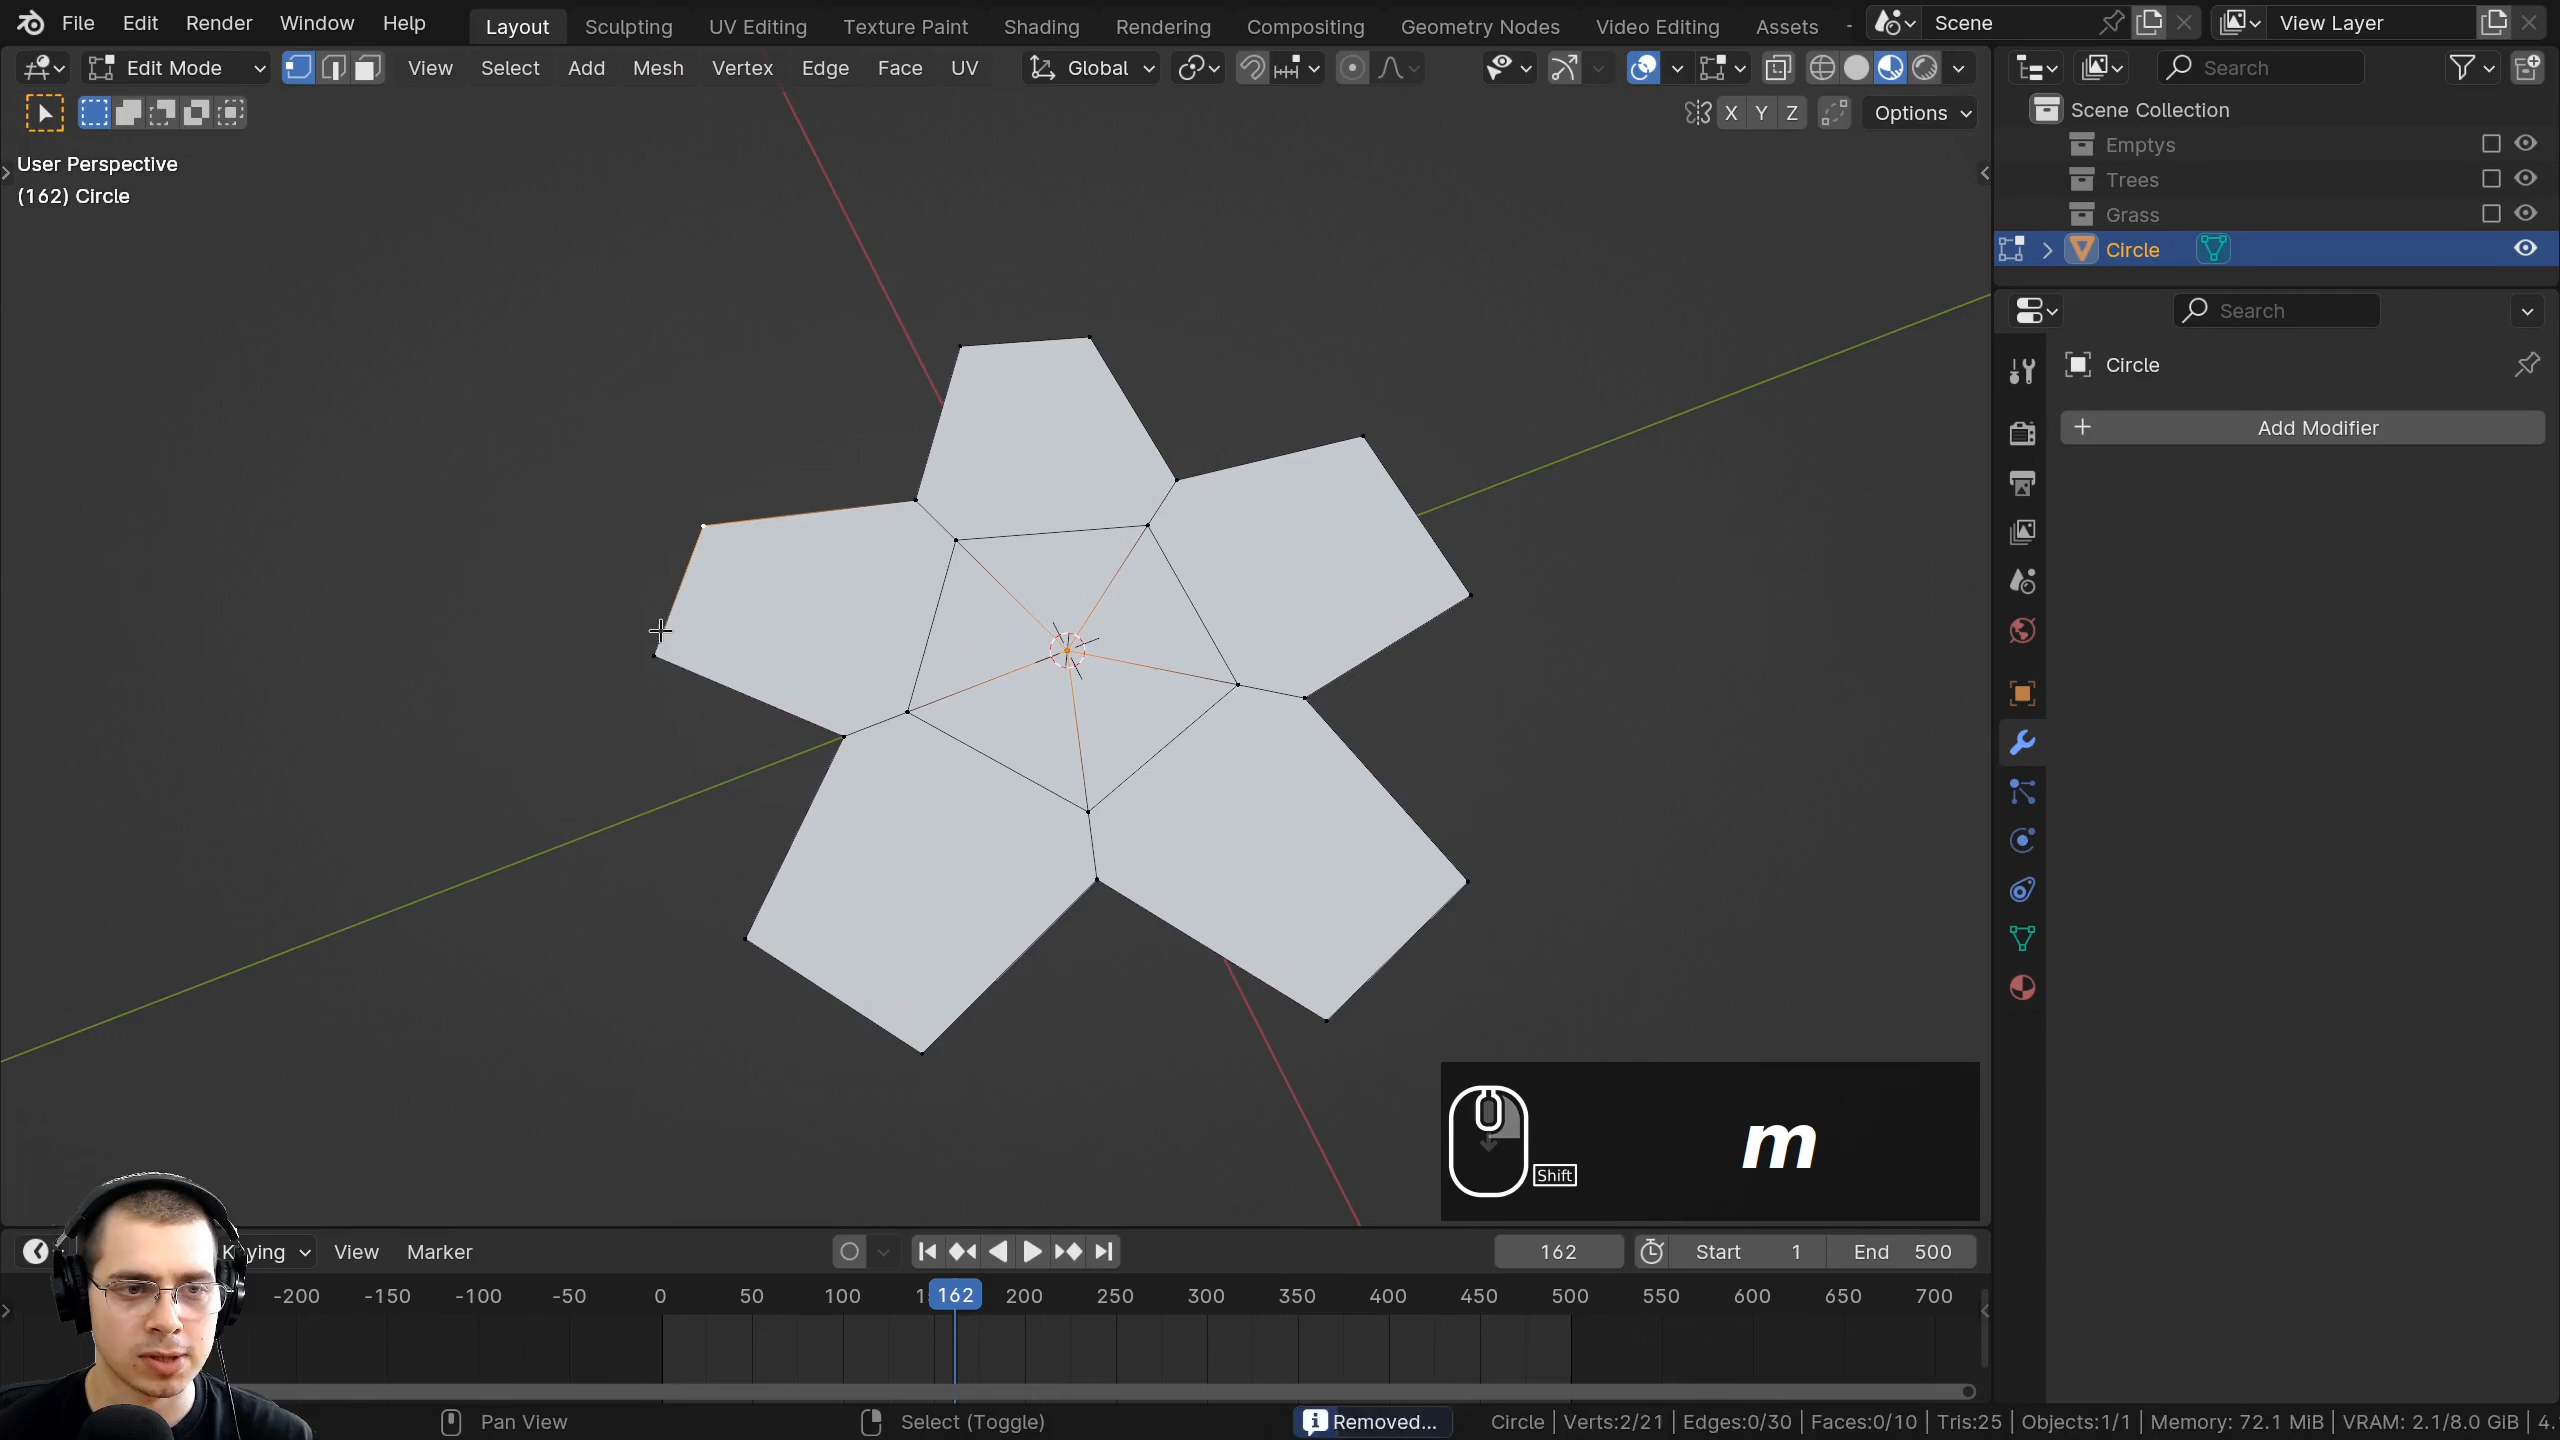 File Edit Render Window Help Layout Sculpting UV Editing Texture Paint Shading Rendering Compositing Geometry Nodes Video Editing Assets Scene View Layer
Edit Mode View Select Add Mesh Vertex Edge Face UV Global Search
X Y Z Options
Scene Collection
Emptys
Trees
Grass
Circle
User Perspective
(162) Circle
Search
Circle
Add Modifier
m
Shift
View Marker 162 Start 1 End 500
-200 -150 -100 -50 0 50 100 162 200 250 300 350 400 450 500 550 600 650 700
Pan View Select (Toggle) Removed... Circle | Verts:2/21 | Edges:0/30 | Faces:0/10 | Tris:25 | Objects:1/1 | Memory: 72.1 MiB | VRAM: 2.1/8.0 GiB | 4.